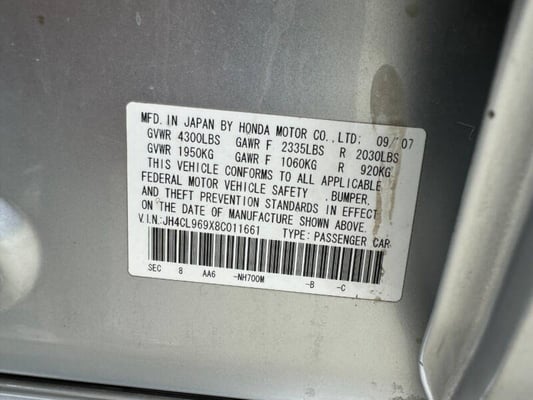 MFD. IN JAPAN BY HONDA MOTOR CO., LTD. 09/'07
GVWR 4300LBS GAWR F 2335LBS R 2030LBS
GVWR 1950KG GAWR F 1060KG R 920KG
THIS VEHICLE CONFORMS TO ALL APPLICABLE
FEDERAL MOTOR VEHICLE SAFETY ,BUMPER,
AND THEFT PREVENTION STANDARDS IN EFFECT
ON THE DATE OF MANUFACTURE SHOWN ABOVE.
V.I.N.:JH4CL969X8C011661 TYPE: PASSENGER CAR
SEC 8 AA6 -NH700M -B -C